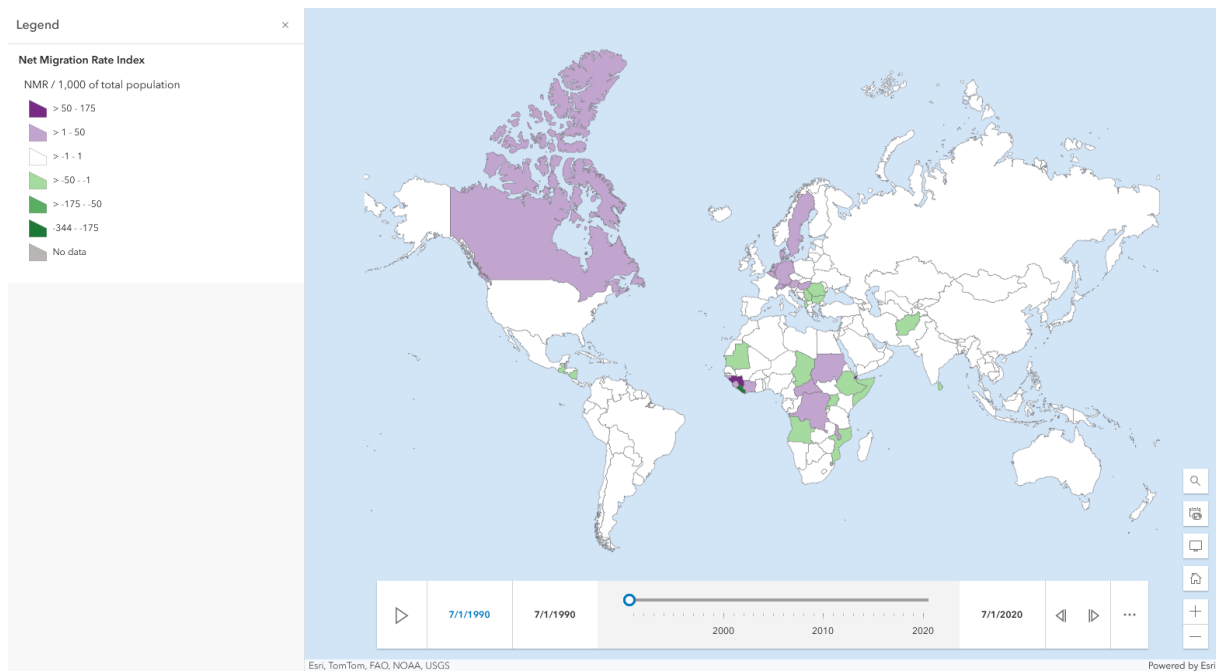 Legend
×
Net Migration Rate Index
NMR / 1,000 of total population
> 50 - 175
> 1 - 50
> -1 - 1
> -50 - -1
> -175 - -50
-344 - -175
No data
7/1/1990
7/1/1990
2000
2010
2020
7/1/2020
Esri, TomTom, FAO, NOAA, USGS
Powered by Esri